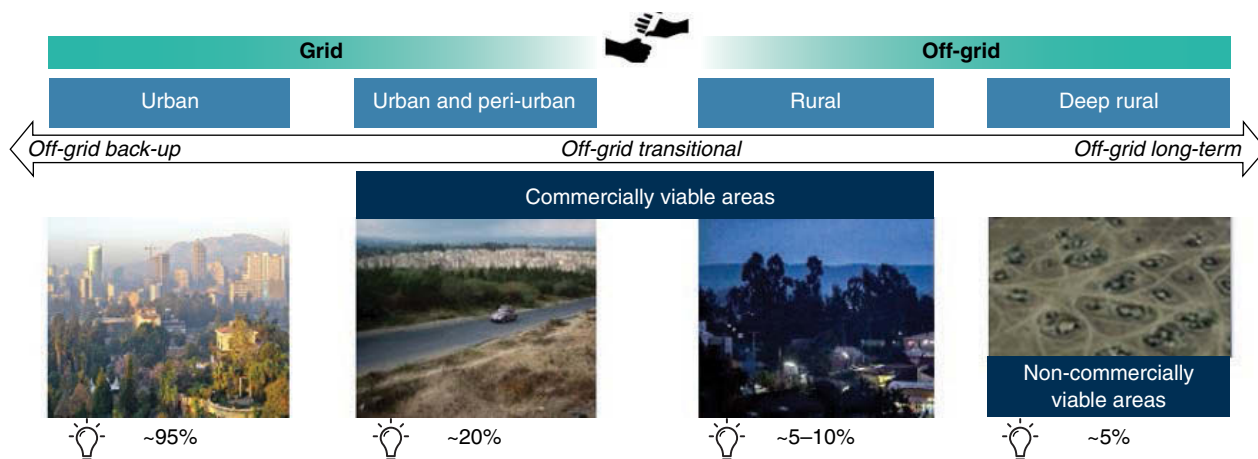 Grid
Off-grid
Urban
Urban and peri-urban
Rural
Deep rural
Off-grid back-up
Off-grid transitional
Off-grid long-term
Commercially viable areas
Non-commercially
viable areas
~95%
~20%
~5–10%
~5%